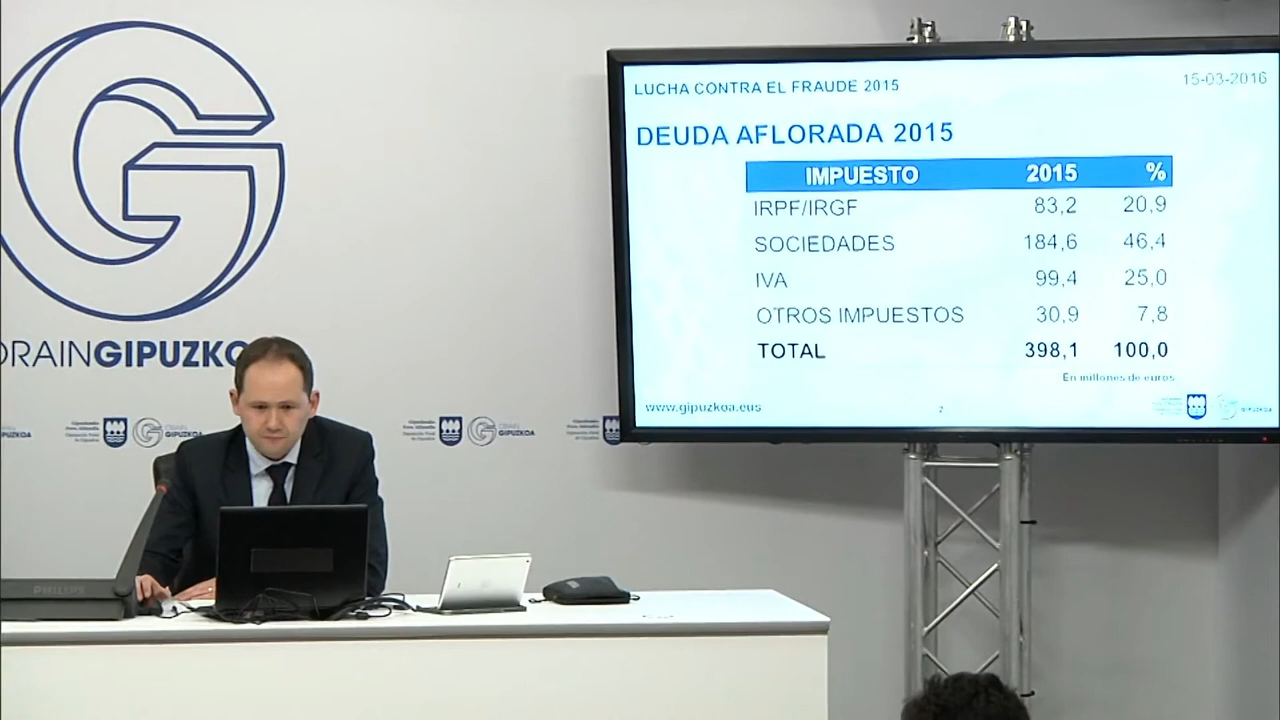 ORAINGIPUZKO
GIPUZKOA
ORAIN
GIPUZKOA
PHILIPS
LUCHA CONTRA EL FRAUDE 2015
15-03-2016
DEUDA AFLORADA 2015
IMPUESTO 2015 %
IRPF/IRGF 83,2 20,9
SOCIEDADES 184,6 46,4
IVA 99,4 25,0
OTROS IMPUESTOS 30,9 7,8
TOTAL 398,1 100,0
En millones de euros
www.gipuzkoa.eus
2